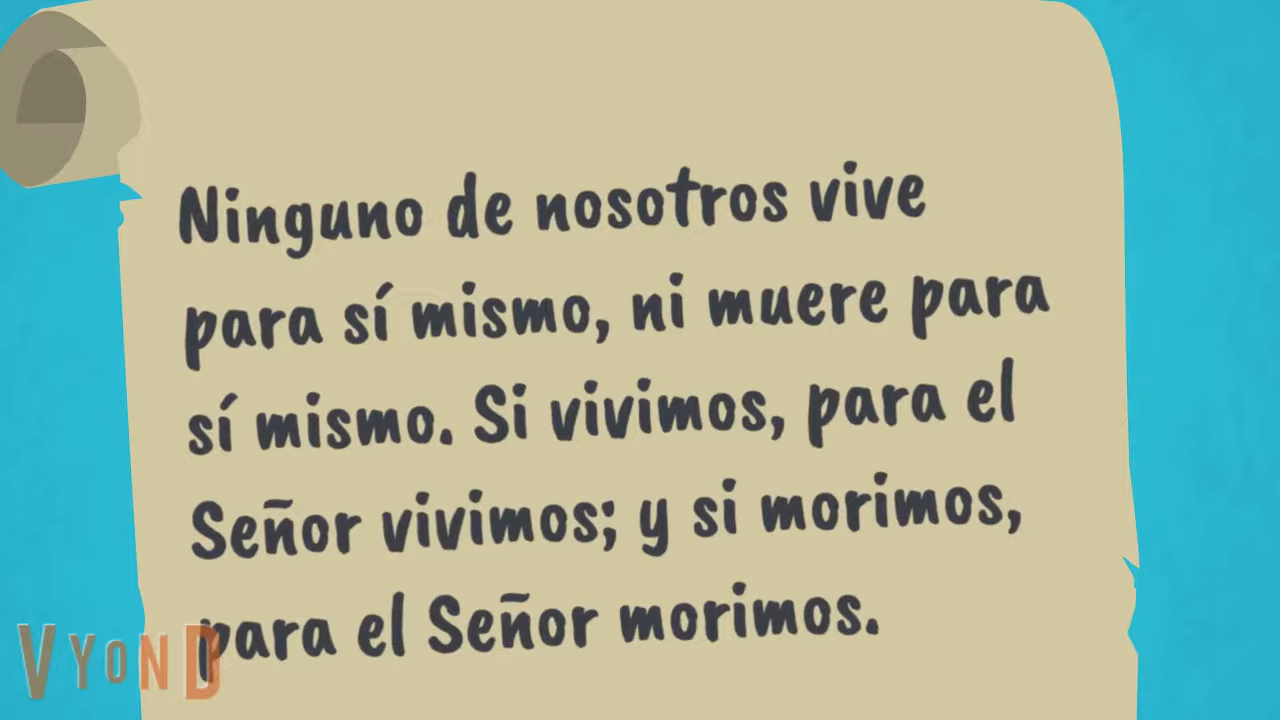 Ninguno de nosotros vive
para sí mismo, ni muere para
sí mismo. Si vivimos, para el
Señor vivimos; y si morimos,
para el Señor morimos.
VYOND